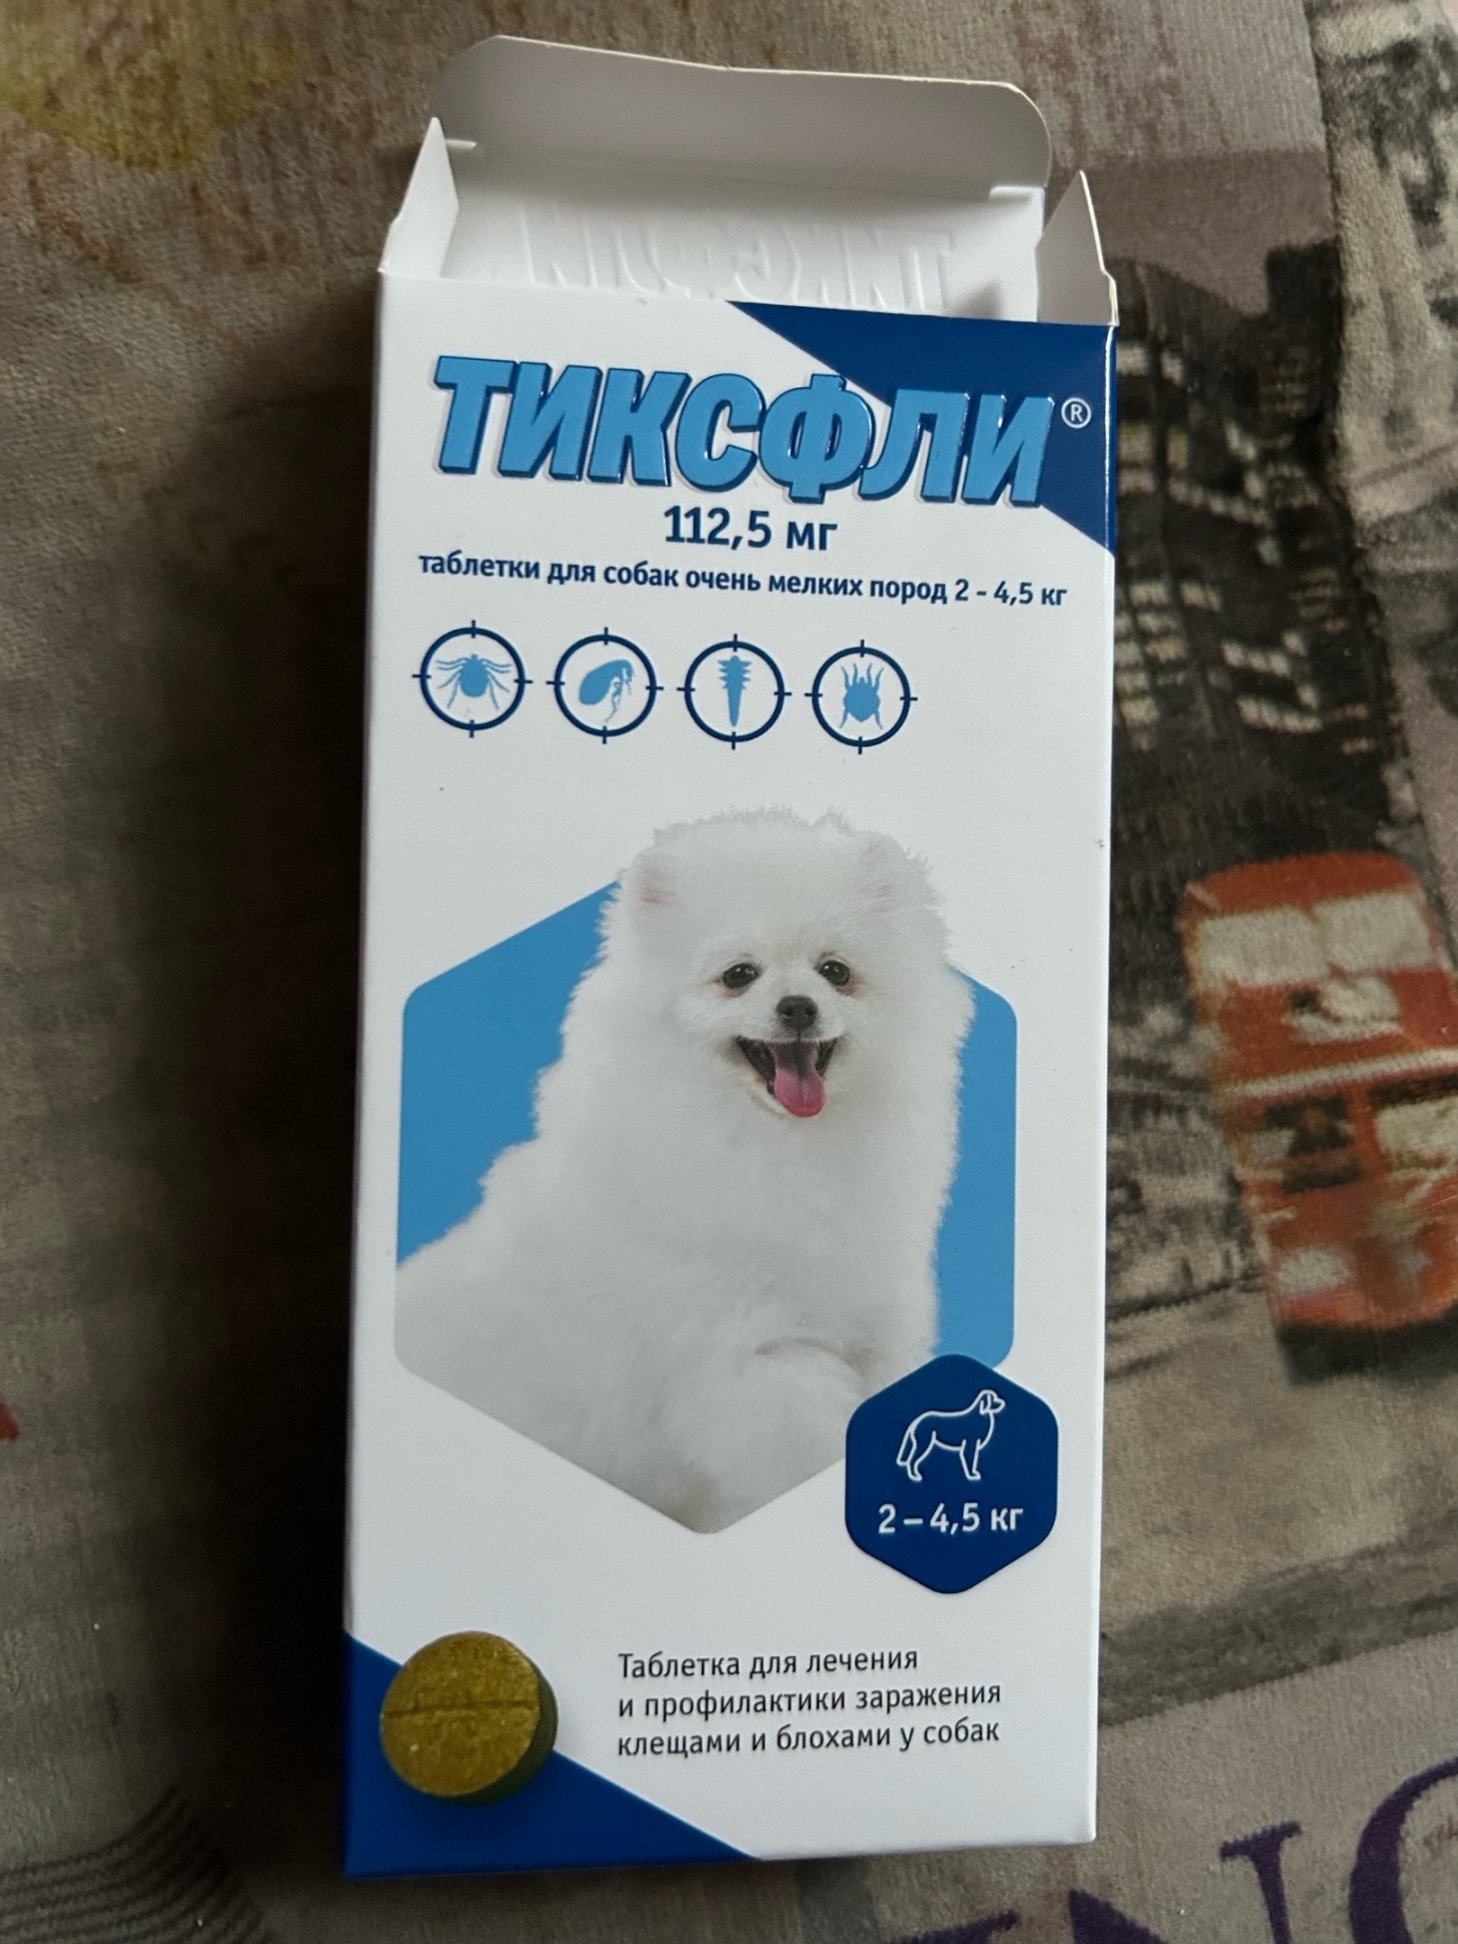 ТИКСФЛИ®
112,5 мг
таблетки для собак очень мелких пород 2 - 4,5 кг
2 – 4,5 кг
Таблетка для лечения
и профилактики заражения
клещами и блохами у собак